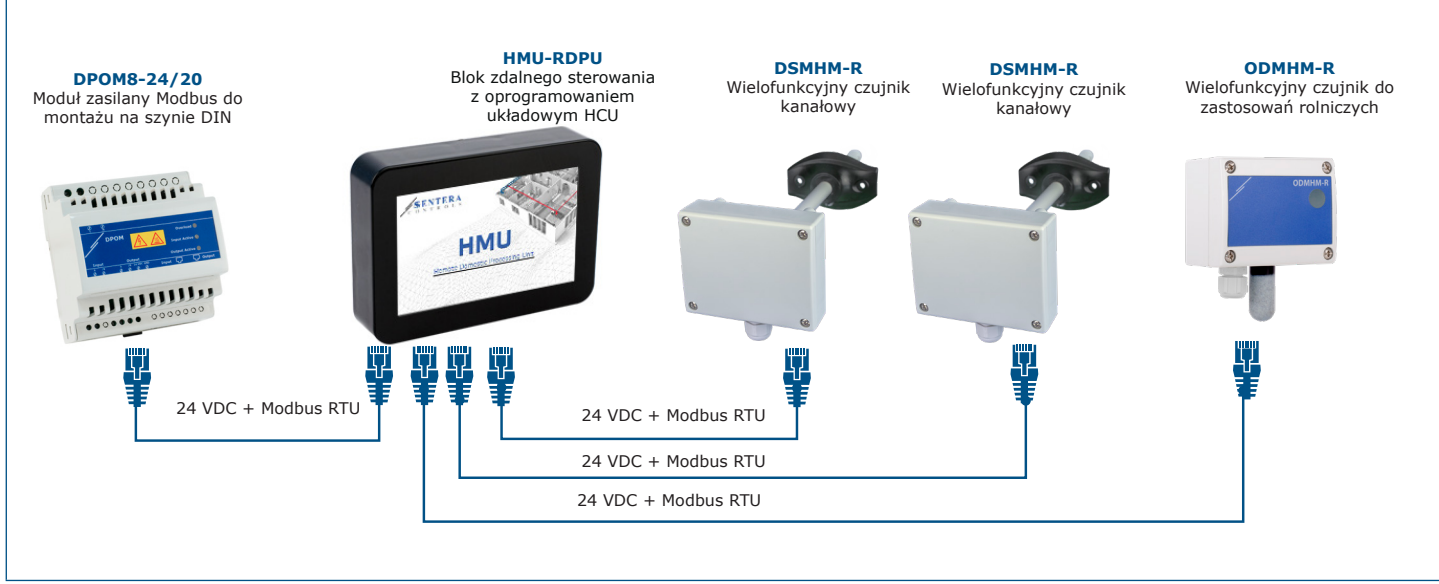 DPOM8-24/20
Moduł zasilany Modbus do
montażu na szynie DIN
HMU-RDPU
Blok zdalnego sterowania
z oprogramowaniem
układowym HCU
DSMHM-R
Wielofunkcyjny czujnik
kanałowy
DSMHM-R
Wielofunkcyjny czujnik
kanałowy
ODMHM-R
Wielofunkcyjny czujnik do
zastosowań rolniczych
DPOM
SENTERA
CONTROLS
HMU
ODMHM-R
24 VDC + Modbus RTU
24 VDC + Modbus RTU
24 VDC + Modbus RTU
24 VDC + Modbus RTU